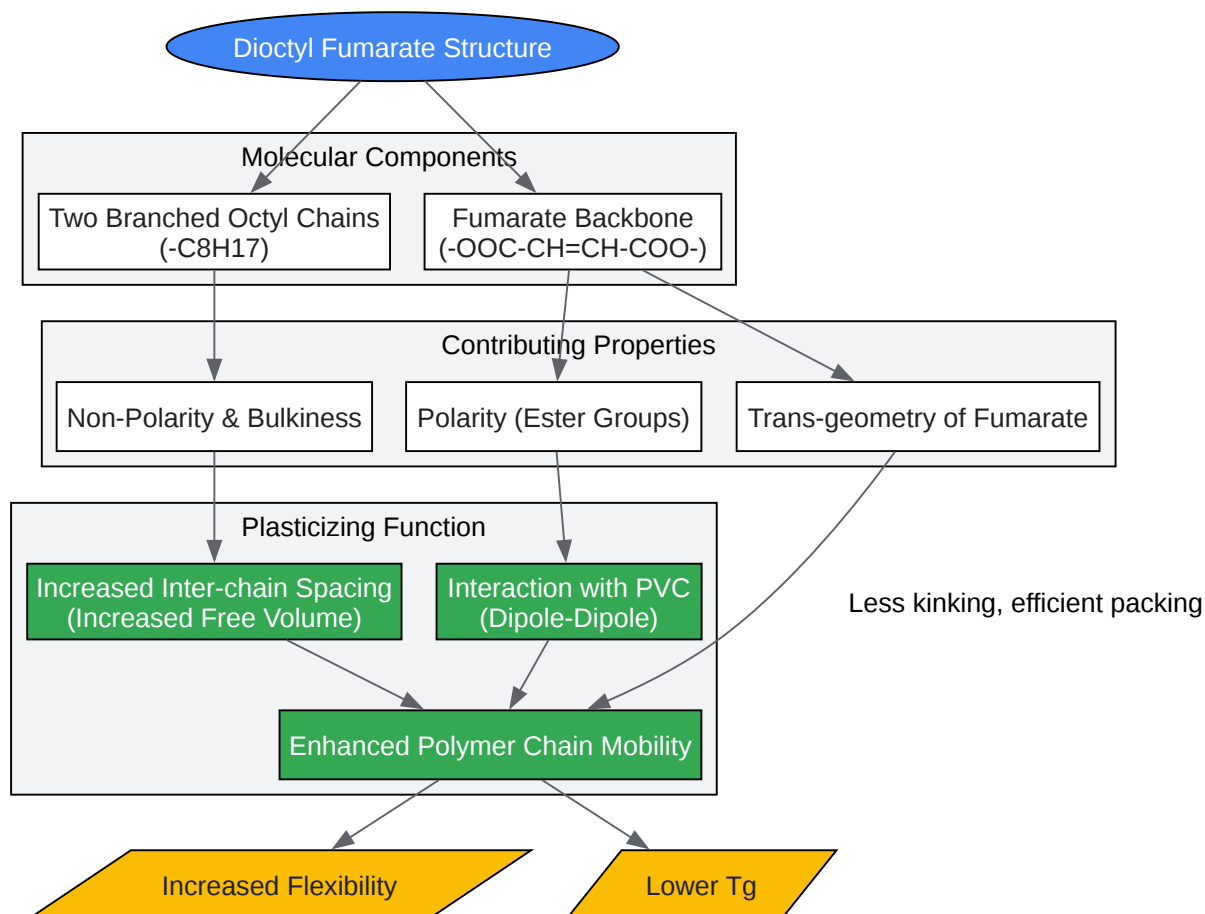 Dioctyl Fumarate Structure
Molecular Components
Two Branched Octyl Chains
(-C8H17)
Fumarate Backbone
(-OOC-CH=CH-COO-)
Contributing Properties
Non-Polarity & Bulkiness
Polarity (Ester Groups)
Trans-geometry of Fumarate
Plasticizing Function
Increased Inter-chain Spacing
(Increased Free Volume)
Interaction with PVC
(Dipole-Dipole)
Less kinking, efficient packing
Enhanced Polymer Chain Mobility
Increased Flexibility
Lower Tg